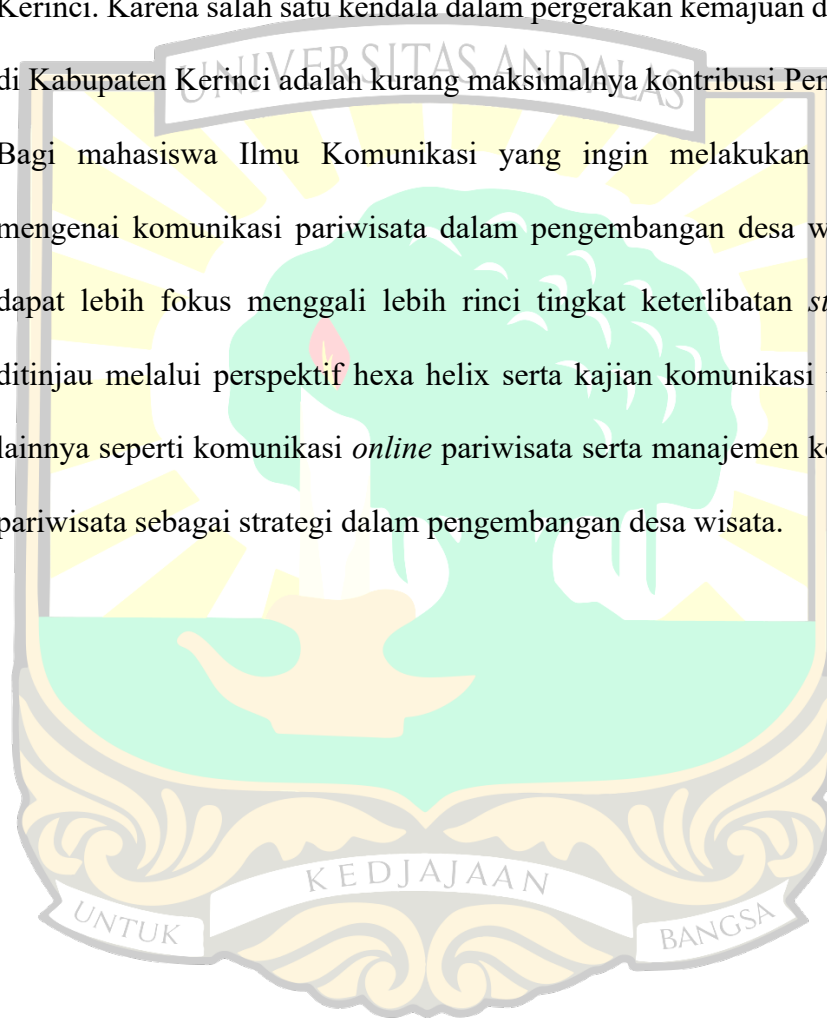 Kerinci. Karena salah satu kendala dalam pergerakan kemajuan
UNIVERSITAS ANDALAS
di Kabupaten Kerinci adalah kurang maksimalnya kontribusi
Bagi mahasiswa Ilmu Komunikasi yang ingin melakukan
mengenai komunikasi pariwisata dalam pengembangan desa
dapat lebih fokus menggali lebih rinci tingkat keterlibatan
ditinjau melalui perspektif hexa helix serta kajian komunikasi
lainnya seperti komunikasi online pariwisata serta manajemen
pariwisata sebagai strategi dalam pengembangan desa wisata.
KEDJAJAAN
UNTUK
BANGSA